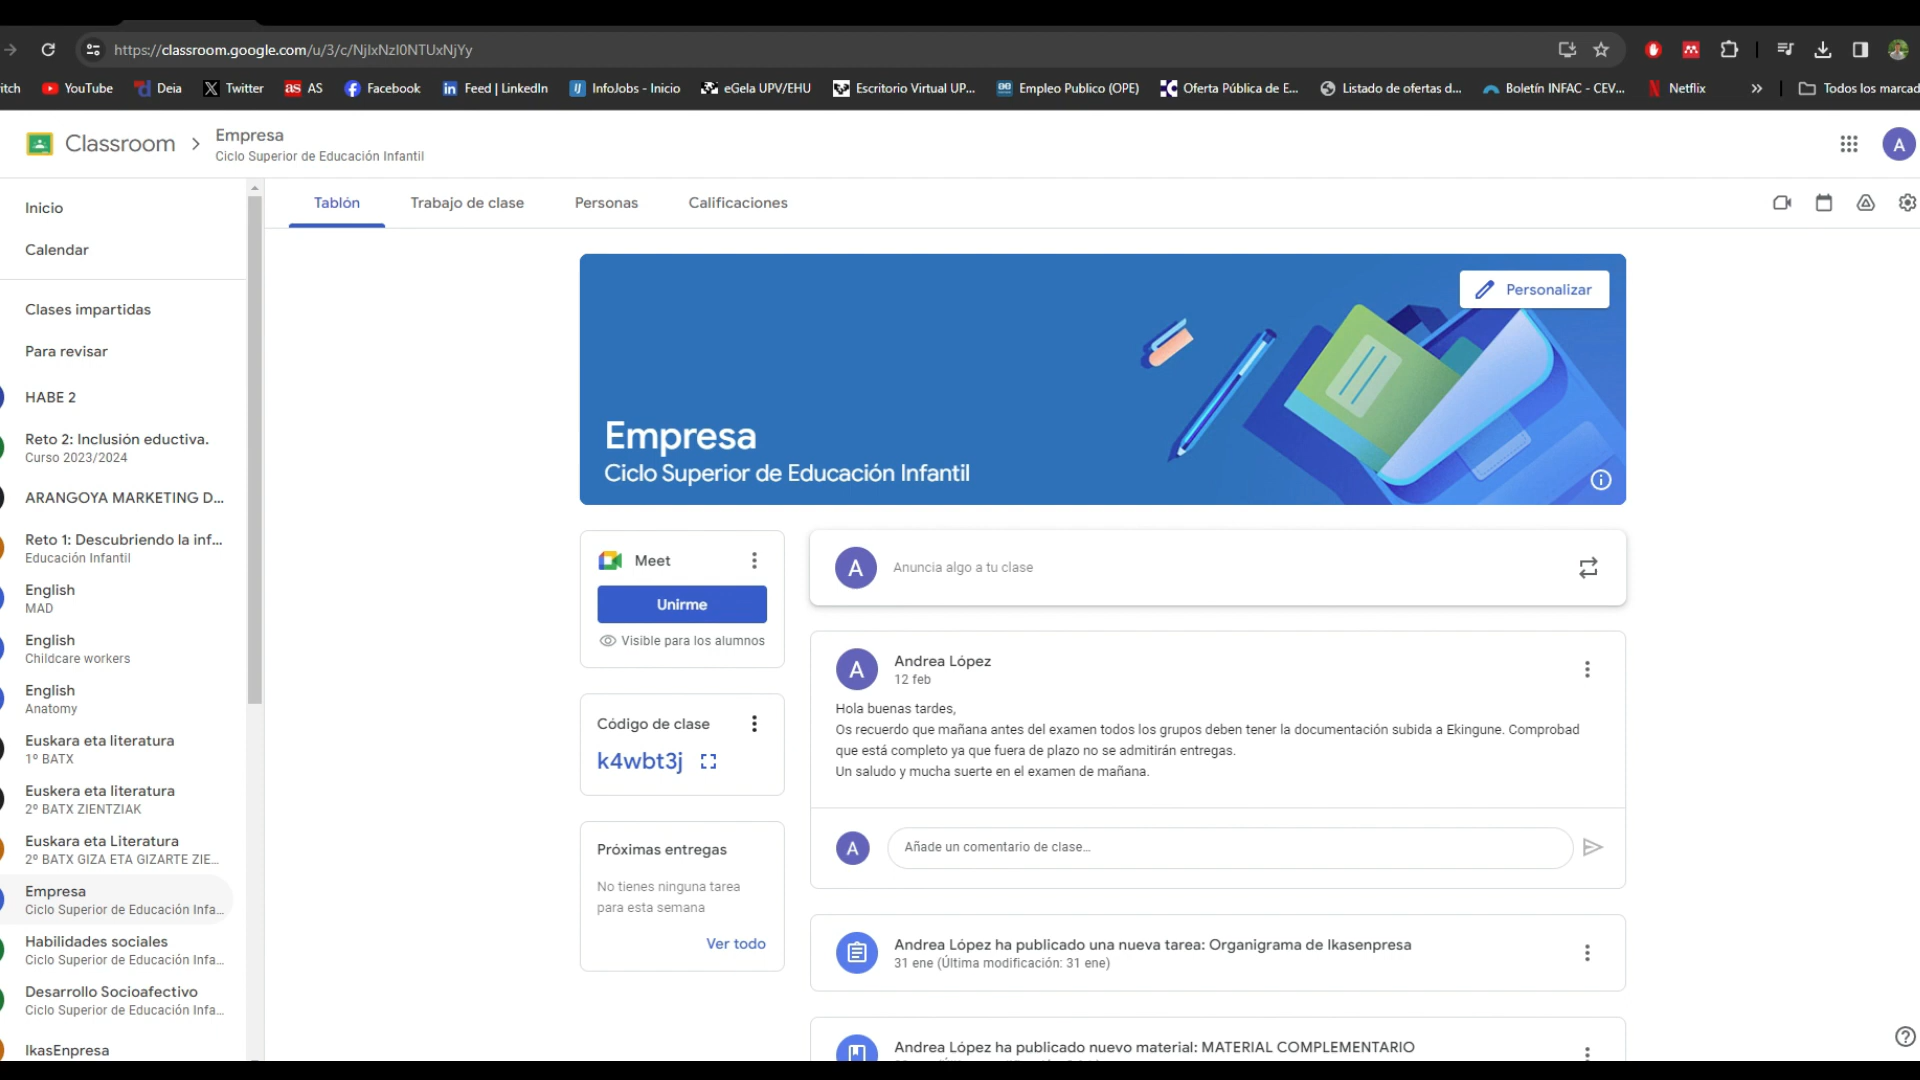 https://classroom.google.com/u/3/c/NjIxNzI0NTUxNjYy
itch YouTube Deia Twitter AS Facebook Feed | LinkedIn InfoJobs - Inicio eGela UPV/EHU Escritorio Virtual UP... Empleo Publico (OPE) Oferta Pública de E... Listado de ofertas d... Boletín INFAC - CEV... Netflix » Todos los marcad
Classroom > Empresa
Ciclo Superior de Educación Infantil
A
Inicio
Calendar
Clases impartidas
Para revisar
HABE 2
Reto 2: Inclusión eductiva.
Curso 2023/2024
ARANGOYA MARKETING D...
Reto 1: Descubriendo la inf...
Educación Infantil
English
MAD
English
Childcare workers
English
Anatomy
Euskara eta literatura
1º BATX
Euskera eta literatura
2º BATX ZIENTZIAK
Euskara eta Literatura
2º BATX GIZA ETA GIZARTE ZIE...
Empresa
Ciclo Superior de Educación Infa...
Habilidades sociales
Ciclo Superior de Educación Infa...
Desarrollo Socioafectivo
Ciclo Superior de Educación Infa...
IkasEnpresa
Tablón Trabajo de clase Personas Calificaciones
Personalizar
Empresa
Ciclo Superior de Educación Infantil
Meet
Unirme
Visible para los alumnos
Código de clase
k4wbt3j
Próximas entregas
No tienes ninguna tarea
para esta semana
Ver todo
A Anuncia algo a tu clase
A Andrea López
12 feb
Hola buenas tardes,
Os recuerdo que mañana antes del examen todos los grupos deben tener la documentación subida a Ekingune. Comprobad
que está completo ya que fuera de plazo no se admitirán entregas.
Un saludo y mucha suerte en el examen de mañana.
A Añade un comentario de clase...
Andrea López ha publicado una nueva tarea: Organigrama de Ikasenpresa
31 ene (Última modificación: 31 ene)
Andrea López ha publicado nuevo material: MATERIAL COMPLEMENTARIO